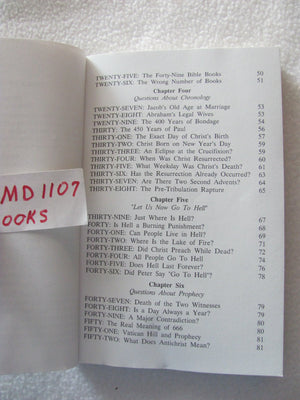 TWENTY-FIVE: The Forty-Nine Bible Books 50
TWENTY-SIX: The Wrong Number of Books 51
Chapter Four
Questions About Chronology
TWENTY-SEVEN: Jacob's Old Age at Marriage 53
TWENTY-EIGHT: Abraham's Legal Wives 53
TWENTY-NINE: The 400 Years of Bondage 54
THIRTY: The 450 Years of Paul 54
THIRTY-ONE: The Exact Day of Christ's Birth 57
THIRTY-TWO: Christ Born on New Year's Day 57
THIRTY-THREE: An Eclipse at the Crucifixion? 58
THIRTY-FOUR: When Was Christ Resurrected? 60
THIRTY-FIVE: What Weekday Was Christ's Death? 60
THIRTY-SIX: Has the Resurrection Already Occurred? 61
THIRTY-SEVEN: Are There Two Second Advents? 63
THIRTY-EIGHT: The Pre-Tribulation Rapture 65
Chapter Five
"Let Us Now Go To Hell"
THIRTY-NINE: Just Where Is Hell? 67
FORTY: Is Hell a Burning Punishment? 68
FORTY-ONE: Can People Live in Hell? 69
FORTY-TWO: Where Is the Lake of Fire? 72
FORTY-THREE: Did Christ Preach While Dead? 74
FORTY-FOUR: All People Go To Hell 76
FORTY-FIVE: Does Hell Last Forever? 77
FORTY-SIX: Did Peter Say "Go To Hell"? 78
Chapter Six
Questions About Prophecy
FORTY-SEVEN: Death of the Two Witnesses 79
FORTY-EIGHT: Is a Day Always a Year? 79
FORTY-NINE: A Major Contradiction? 80
FIFTY: The Real Meaning of 666 80
FIFTY-ONE: Vatican Hill and Prophecy 81
FIFTY-TWO: What Does Antichrist Mean? 81
MD1107
OOKS